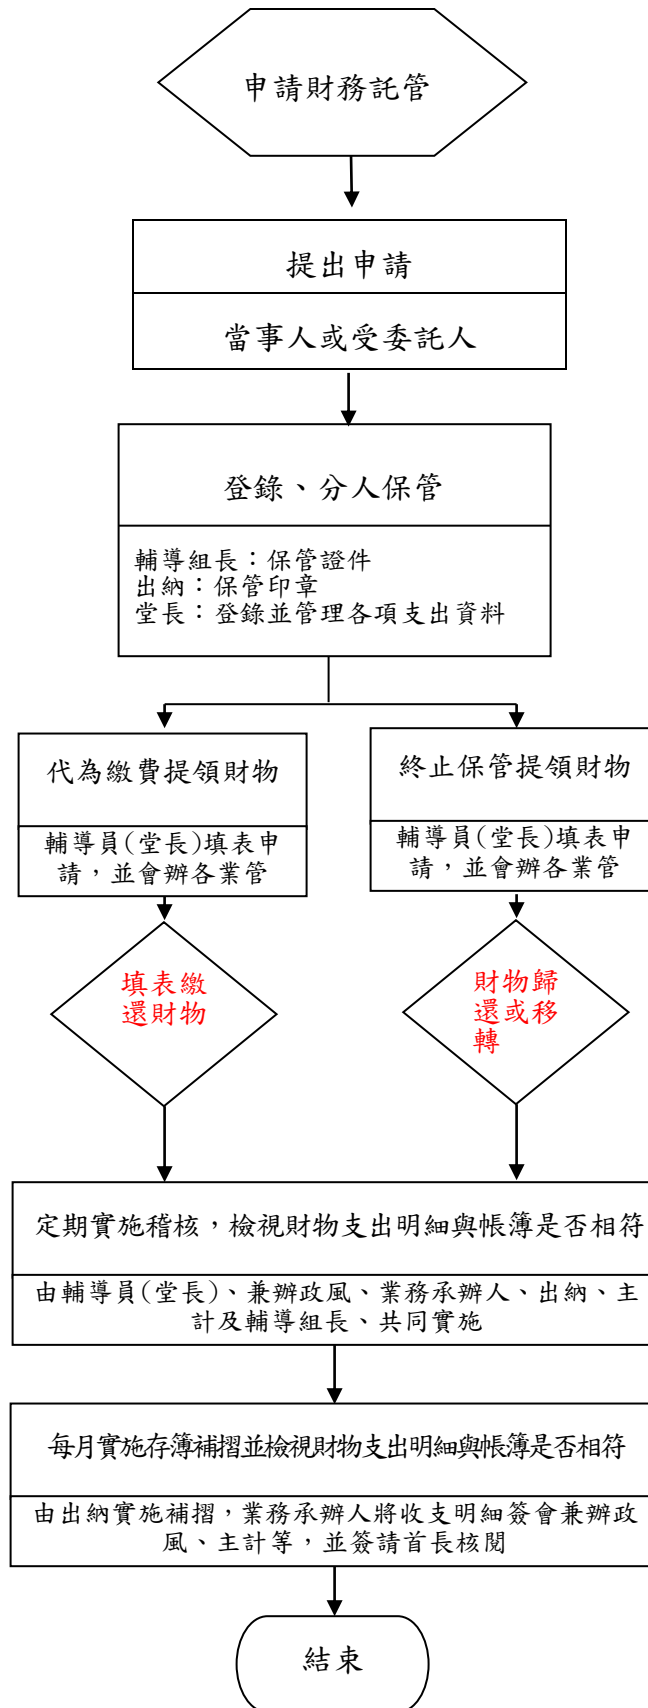 申請財務託管
提出申請
當事人或受委託人
登錄、分人保管
輔導組長：保管證件
出納：保管印章
堂長：登錄並管理各項支出資料
代為繳費提領財物
輔導員(堂長)填表申
請，並會辦各業管
終止保管提領財物
輔導員(堂長)填表申
請，並會辦各業管
填表繳
還財物
財物歸
還或移
轉
定期實施稽核，檢視財物支出明細與帳簿是否相符
由輔導員(堂長)、兼辦政風、業務承辦人、出納、主
計及輔導組長、共同實施
每月實施存簿補摺並檢視財物支出明細與帳簿是否相符
由出納實施補摺，業務承辦人將收支明細簽會兼辦政
風、主計等，並簽請首長核閱
結束